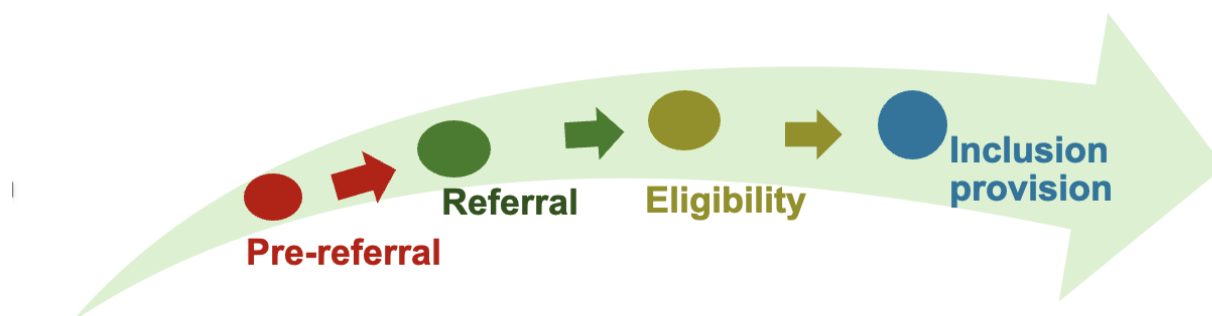 Pre-referral
Referral
Eligibility
Inclusion
provision